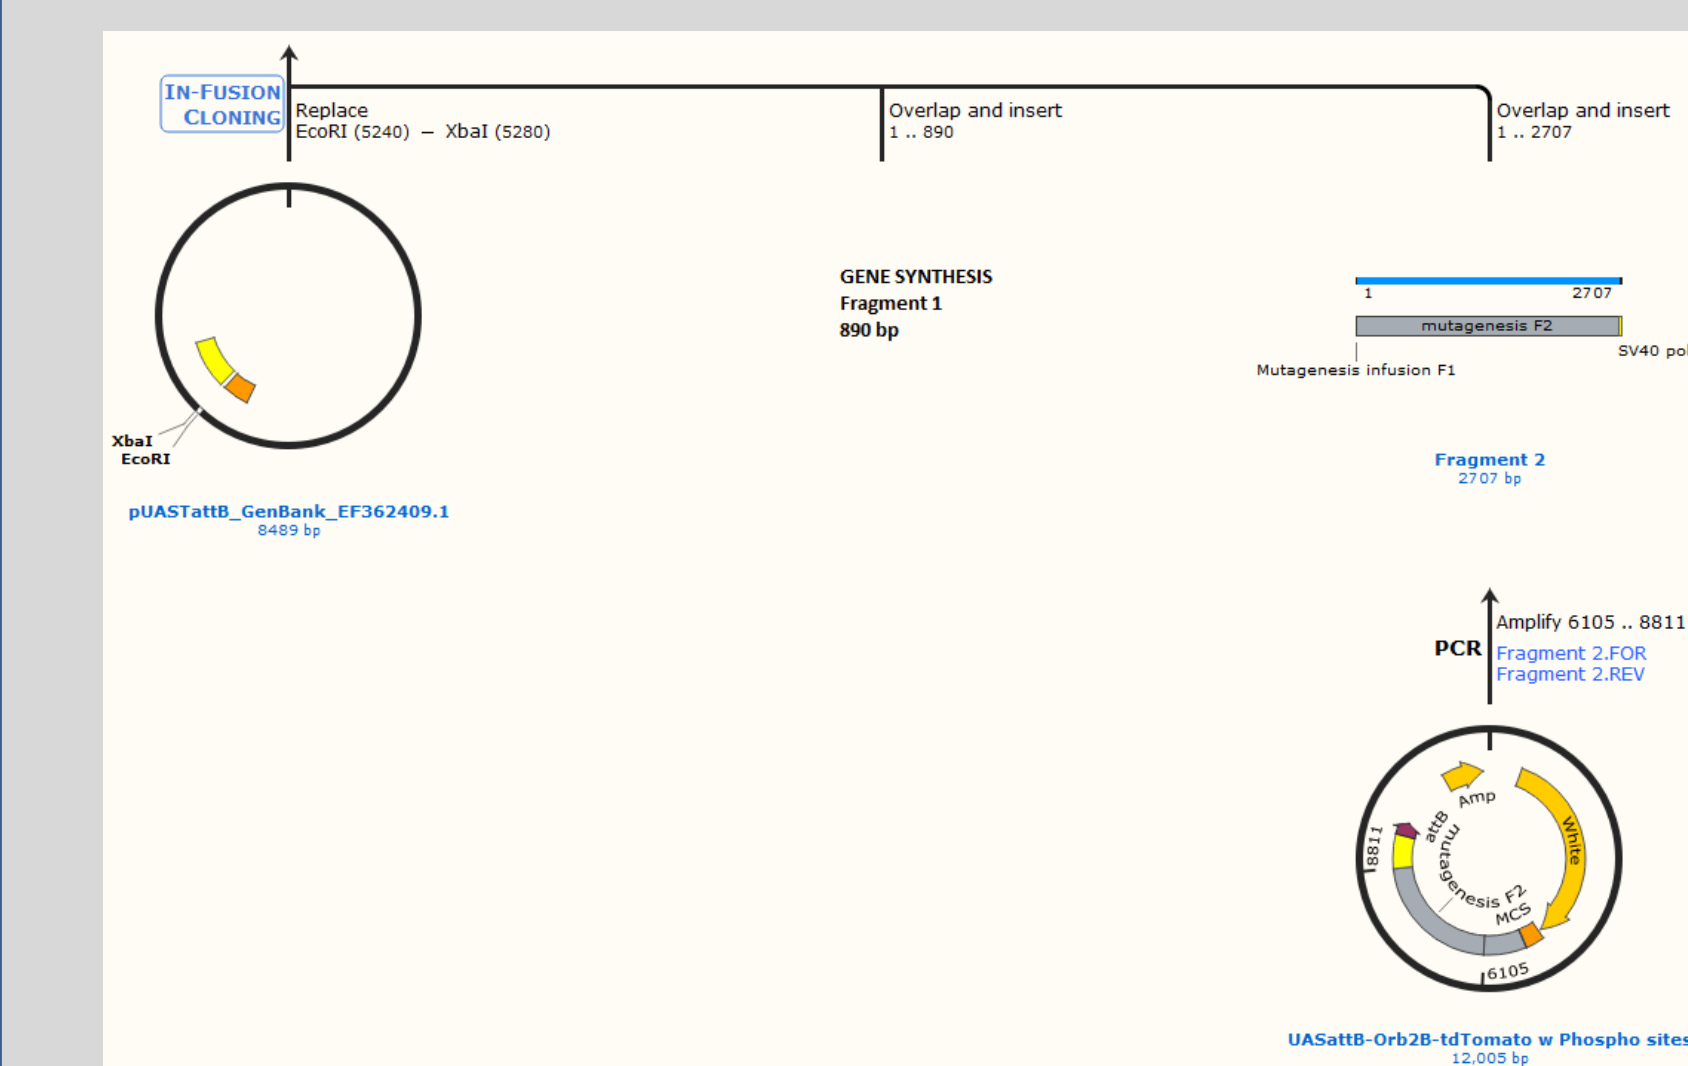 IN-FUSION
CLONING
Replace
EcoRI (5240) – XbaI (5280)
Overlap and insert
1 .. 890
Overlap and insert
1 .. 2707
XbaI
EcoRI
pUASTattB_GenBank_EF362409.1
8489 bp
GENE SYNTHESIS
Fragment 1
890 bp
1 2707
mutagenesis F2
SV40 pol
Mutagenesis infusion F1
Fragment 2
2707 bp
PCR
Amplify 6105 .. 8811
Fragment 2.FOR
Fragment 2.REV
Amp
White
attB
8811
mutagenesis F2
MCS
6105
UASattB-Orb2B-tdTomato w Phospho sites
12,005 bp